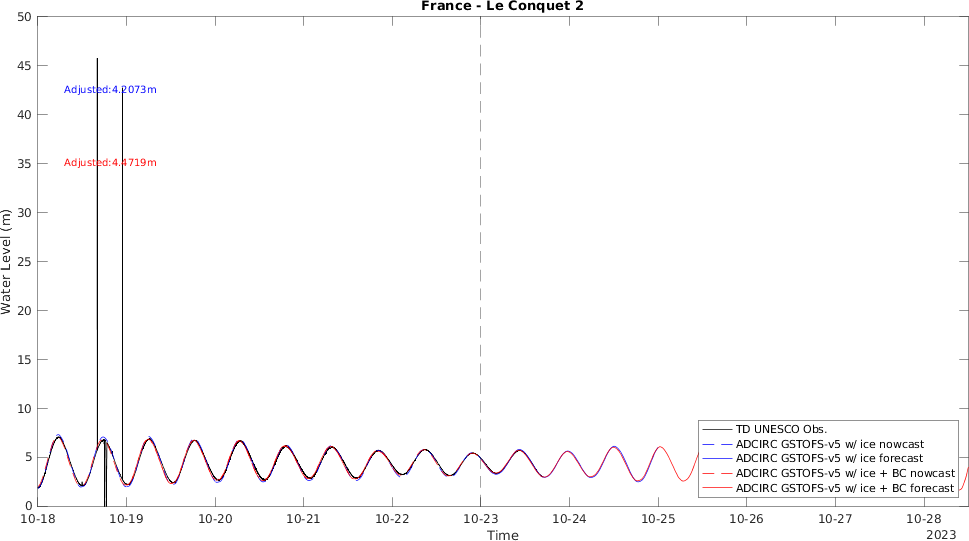 France - Le Conquet 2
50
45
40
35
30
25
20
15
10
5
0
Water Level (m)
Adjusted:4.2073m
Adjusted:4.4719m
TD UNESCO Obs.
ADCIRC GSTOFS-v5 w/ ice nowcast
ADCIRC GSTOFS-v5 w/ ice forecast
ADCIRC GSTOFS-v5 w/ ice + BC nowcast
ADCIRC GSTOFS-v5 w/ ice + BC forecast
10-18 10-19 10-20 10-21 10-22 10-23 10-24 10-25 10-26 10-27 10-28
Time
2023